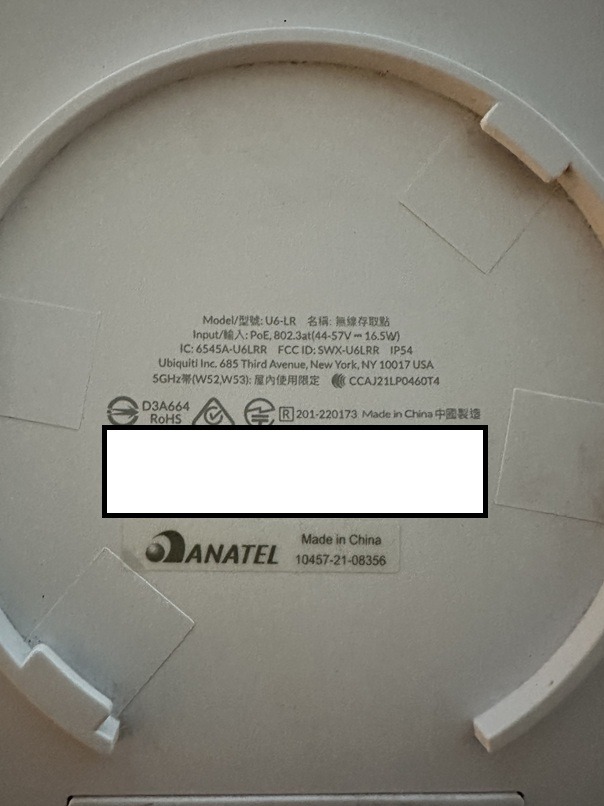 Model/型號: U6-LR 名稱: 無線存取點
Input/輸入: PoE, 802.3at(44-57V⎓16.5W)
IC: 6545A-U6LRR FCC ID: SWX-U6LRR IP54
Ubiquiti Inc. 685 Third Avenue, New York, NY 10017 USA
5GHz帯(W52,W53): 屋内使用限定 CCAJ21LP0460T4
D3A664
RoHS
R 201-220173 Made in China 中國製造
ANATEL
Made in China
10457-21-08356